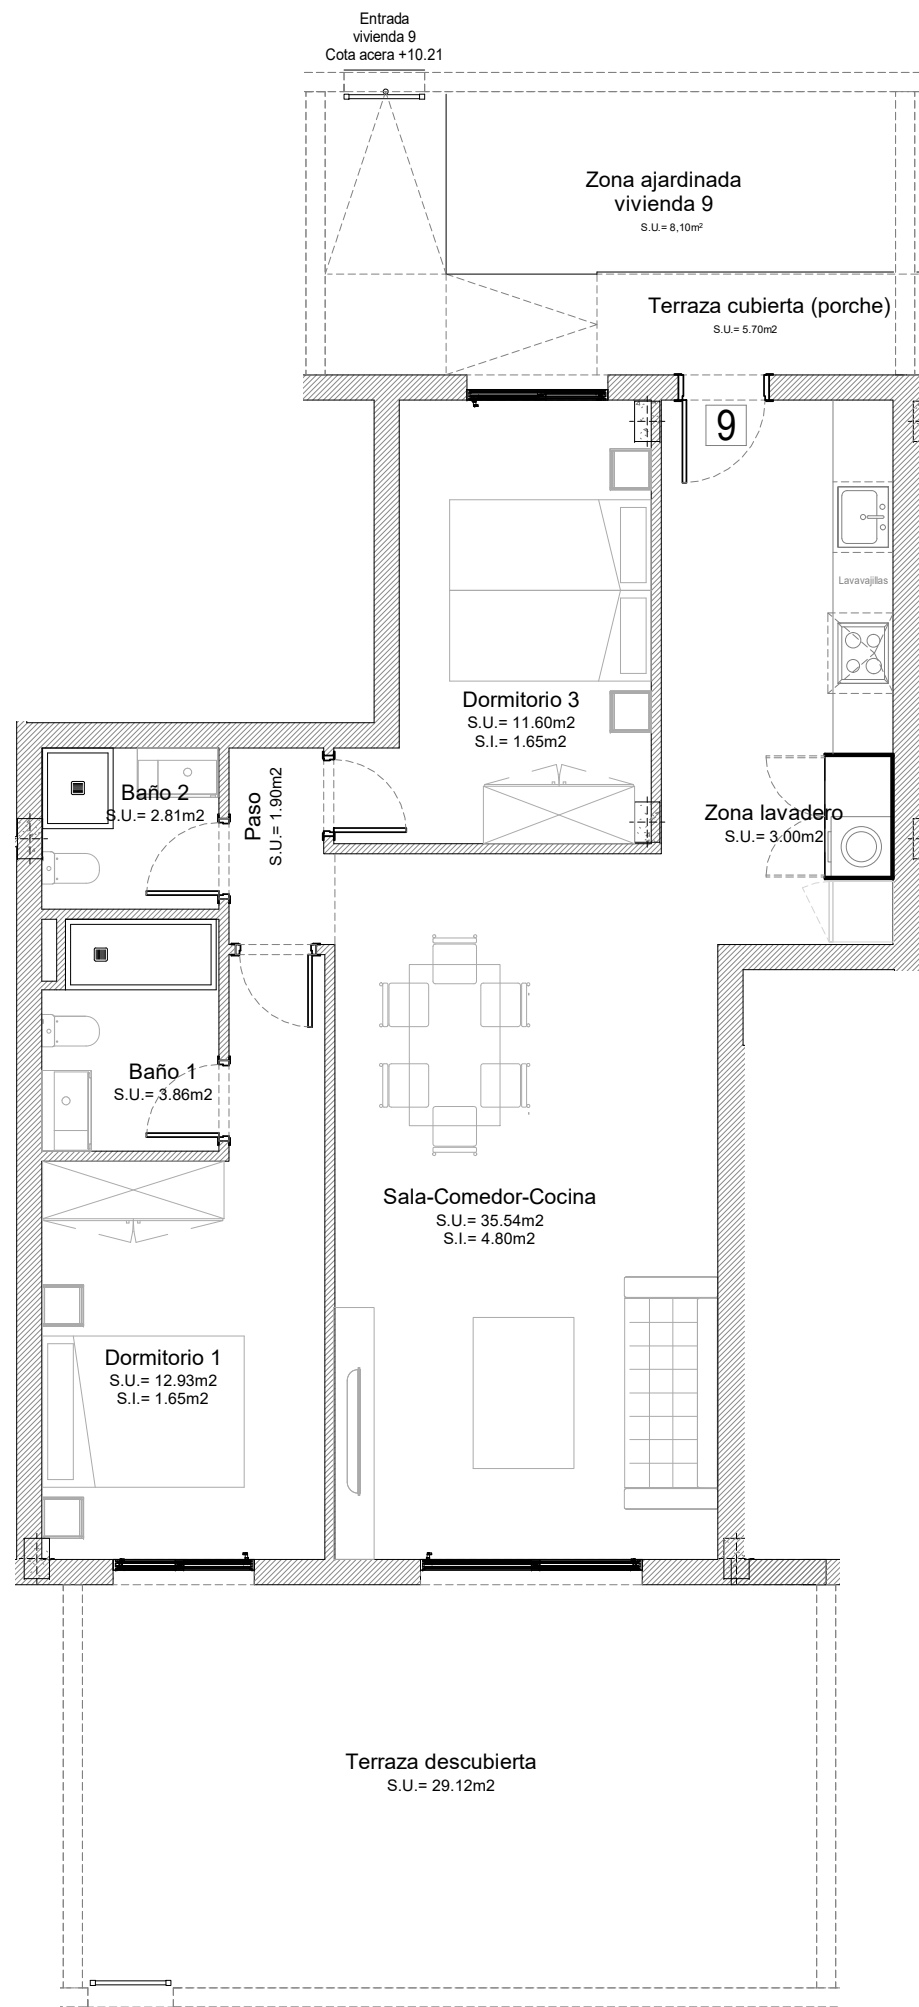 Entrada
vivienda 9
Cota acera +10.21
Zona ajardinada
vivienda 9
S.U.= 8,10m²
Terraza cubierta (porche)
S.U.= 5.70m2
9
Lavavajillas
Dormitorio 3
S.U.= 11.60m2
S.I.= 1.65m2
Baño 2
S.U.= 2.81m2
Paso
S.U.= 1.90m2
Zona lavadero
S.U.= 3.00m2
Baño 1
S.U.= 3.86m2
Sala-Comedor-Cocina
S.U.= 35.54m2
S.I.= 4.80m2
Dormitorio 1
S.U.= 12.93m2
S.I.= 1.65m2
Terraza descubierta
S.U.= 29.12m2